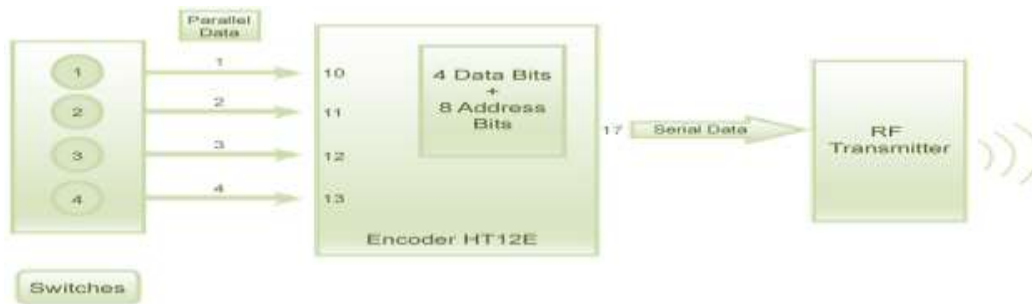 Parallel
Data
1
1
10
2
2
11
3
3
12
4
4
13
4 Data Bits
+
8 Address
Bits
Encoder HT12E
17
Serial Data
RF
Transmitter
Switches